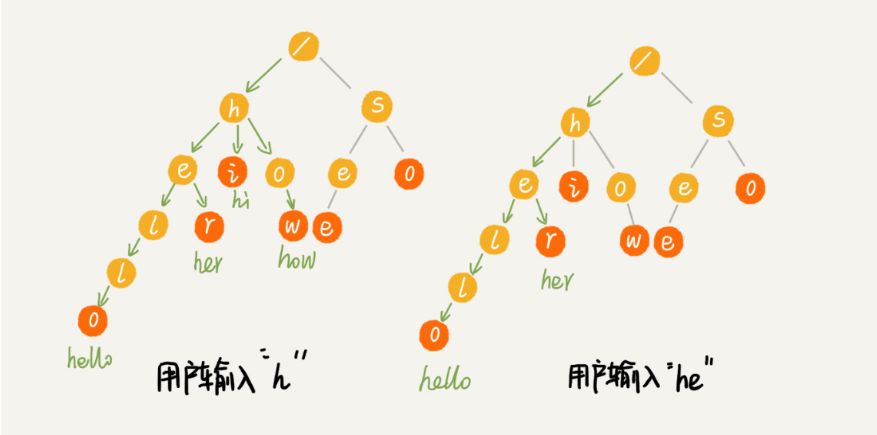 /
h s
e i o e o
hi
l r w e
her how
l
o
hello
用户输入“h”
/
h s
e i o e o
l r w e
her
l
o
hello
用户输入“he”